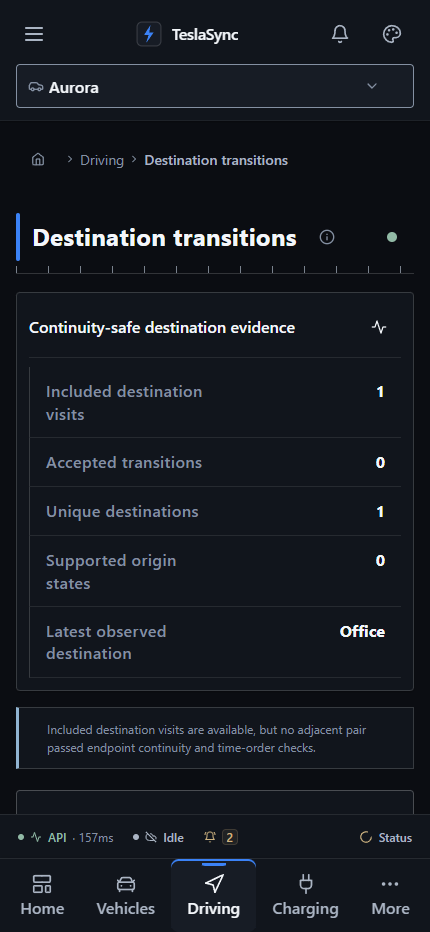 TeslaSync
Aurora
Driving
Destination transitions
Destination transitions
Continuity-safe destination evidence
Included destination
visits
1
Accepted transitions
0
Unique destinations
1
Supported origin
states
0
Latest observed
destination
Office
Included destination visits are available, but no adjacent pair
passed endpoint continuity and time-order checks.
API · 157ms
Idle
2
Status
Home
Vehicles
Driving
Charging
More